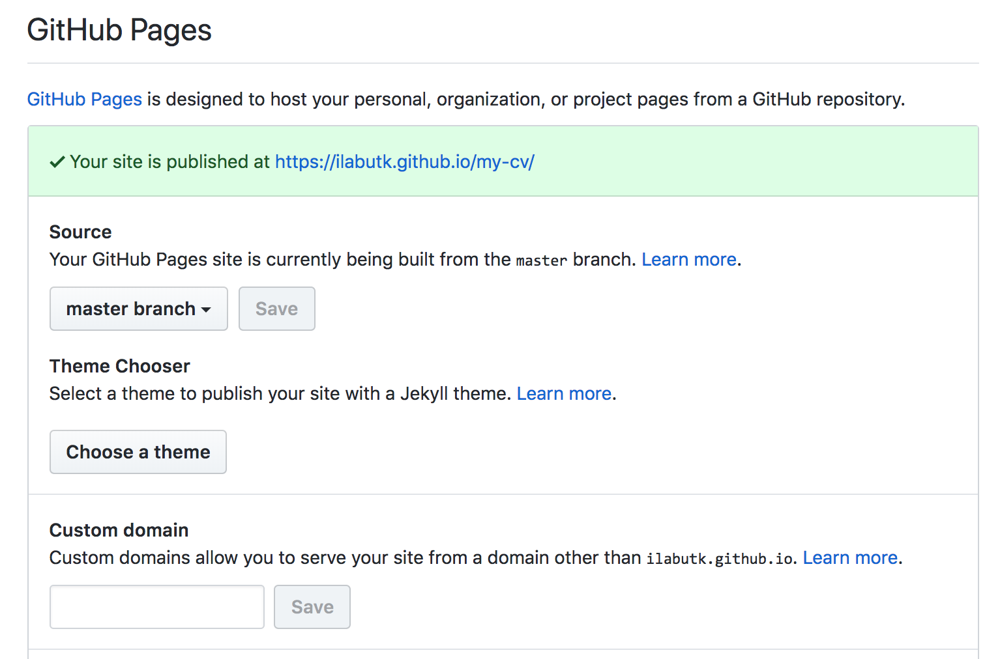 GitHub Pages
GitHub Pages is designed to host your personal, organization, or project pages from a GitHub repository.
✓ Your site is published at https://ilabutk.github.io/my-cv/
Source
Your GitHub Pages site is currently being built from the master branch. Learn more.
master branch
Save
Theme Chooser
Select a theme to publish your site with a Jekyll theme. Learn more.
Choose a theme
Custom domain
Custom domains allow you to serve your site from a domain other than ilabutk.github.io. Learn more.
Save